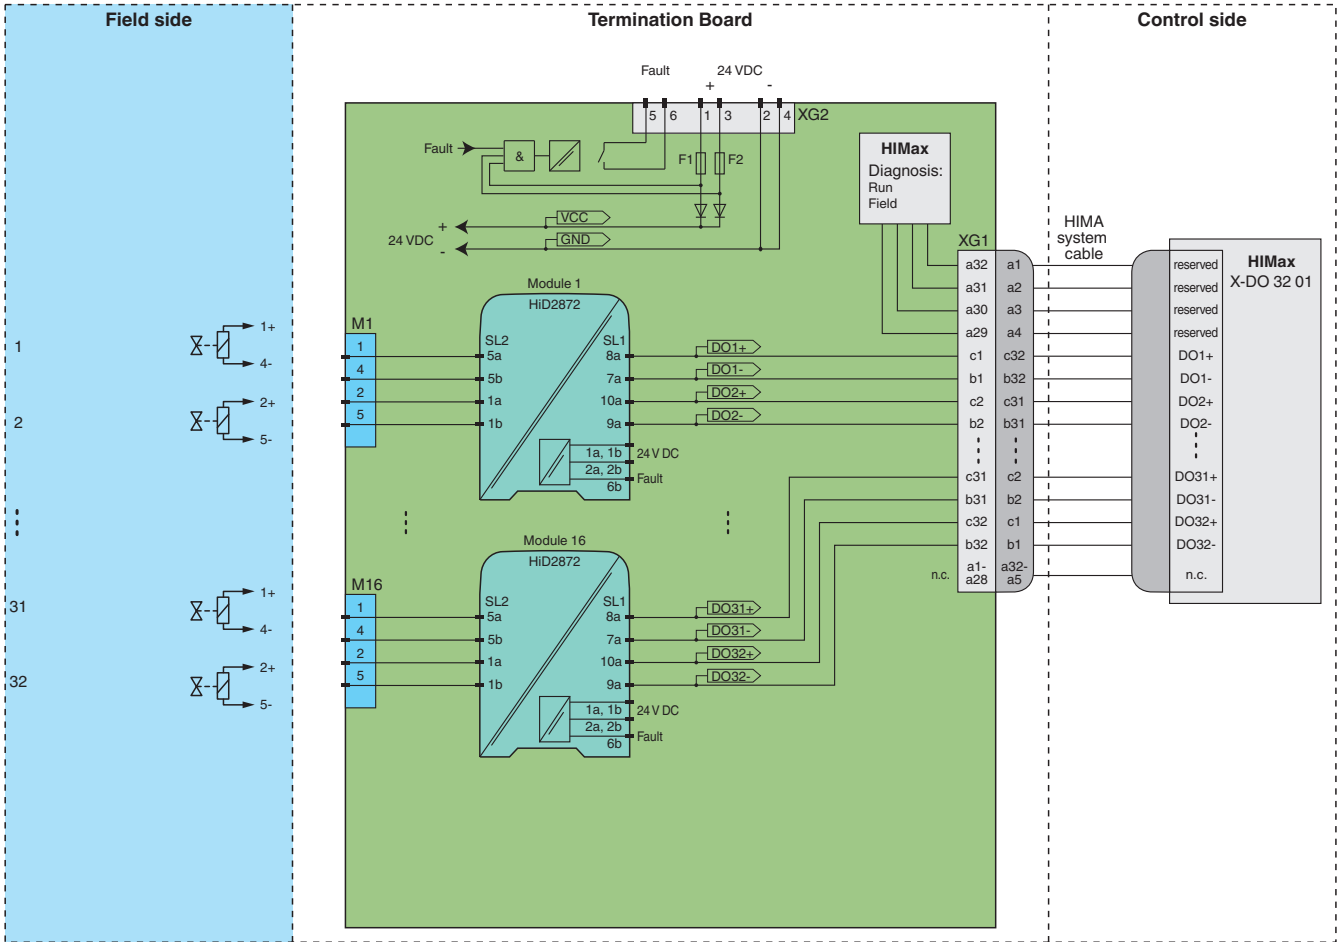 Field side
Termination Board
Control side
Fault
24 VDC
+
-
5 6 1 3 2 4
XG2
Fault
&
F1
F2
HIMax
Diagnosis:
Run
Field
+
VCC
24 VDC
GND
-
HIMA
system
cable
XG1
a32 a1 reserved
a31 a2 reserved
a30 a3 reserved
a29 a4 reserved
c1 c32 DO1+
b1 b32 DO1-
c2 c31 DO2+
b2 b31 DO2-
c31 c2 DO31+
b31 b2 DO31-
c32 c1 DO32+
b32 b1 DO32-
n.c. a1-a28 a32-a5 n.c.
HIMax
X-DO 32 01
Module 1
HiD2872
1
1+
4-
2
2+
5-
M1
1
4
2
5
SL2
5a
5b
1a
1b
SL1
8a
7a
10a
9a
DO1+
DO1-
DO2+
DO2-
1a, 1b
24 V DC
2a, 2b
Fault
6b
Module 16
HiD2872
31
1+
4-
32
2+
5-
M16
1
4
2
5
SL2
5a
5b
1a
1b
SL1
8a
7a
10a
9a
DO31+
DO31-
DO32+
DO32-
1a, 1b
24 V DC
2a, 2b
Fault
6b